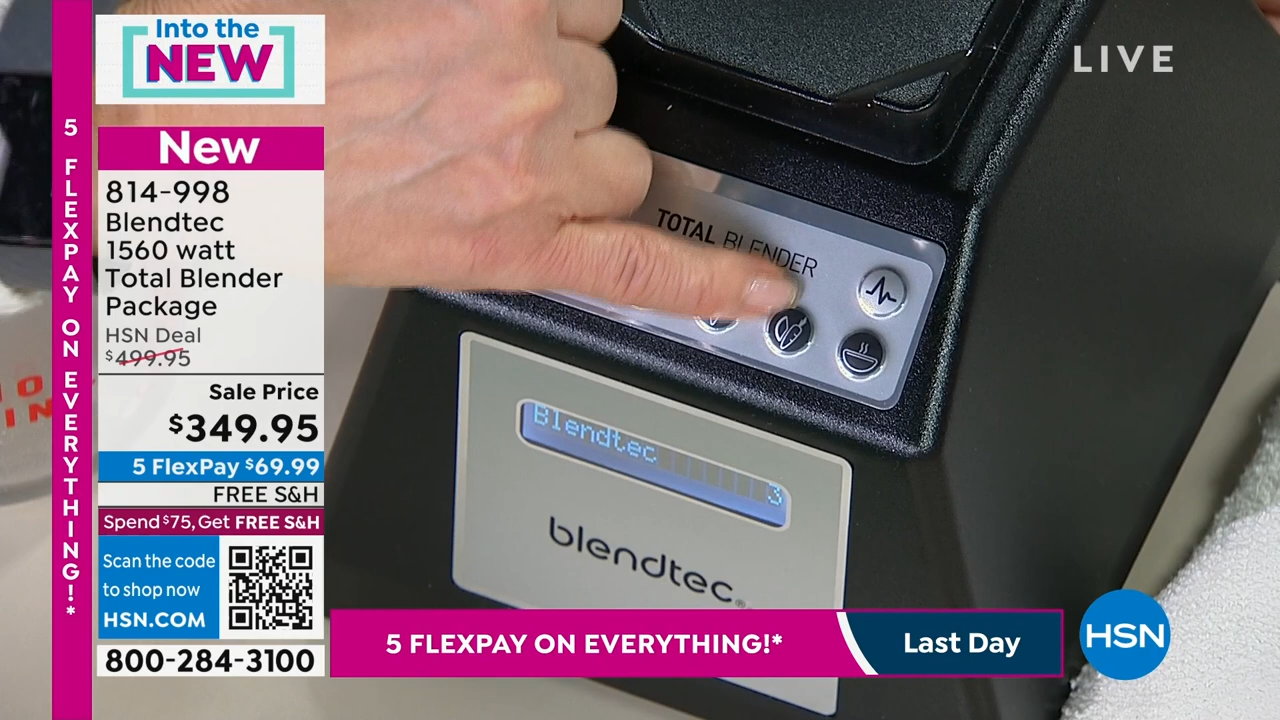 5 FLEXPAY ON EVERYTHING!*
Into the
NEW
New
814-998
Blendtec
1560 watt
Total Blender
Package
HSN Deal
$499.95
Sale Price
$349.95
5 FlexPay $69.99
FREE S&H
Spend $75, Get FREE S&H
Scan the code
to shop now
HSN.COM
800-284-3100
LIVE
TOTAL BLENDER
Blendtec 3
blendtec®
5 FLEXPAY ON EVERYTHING!*
Last Day
HSN